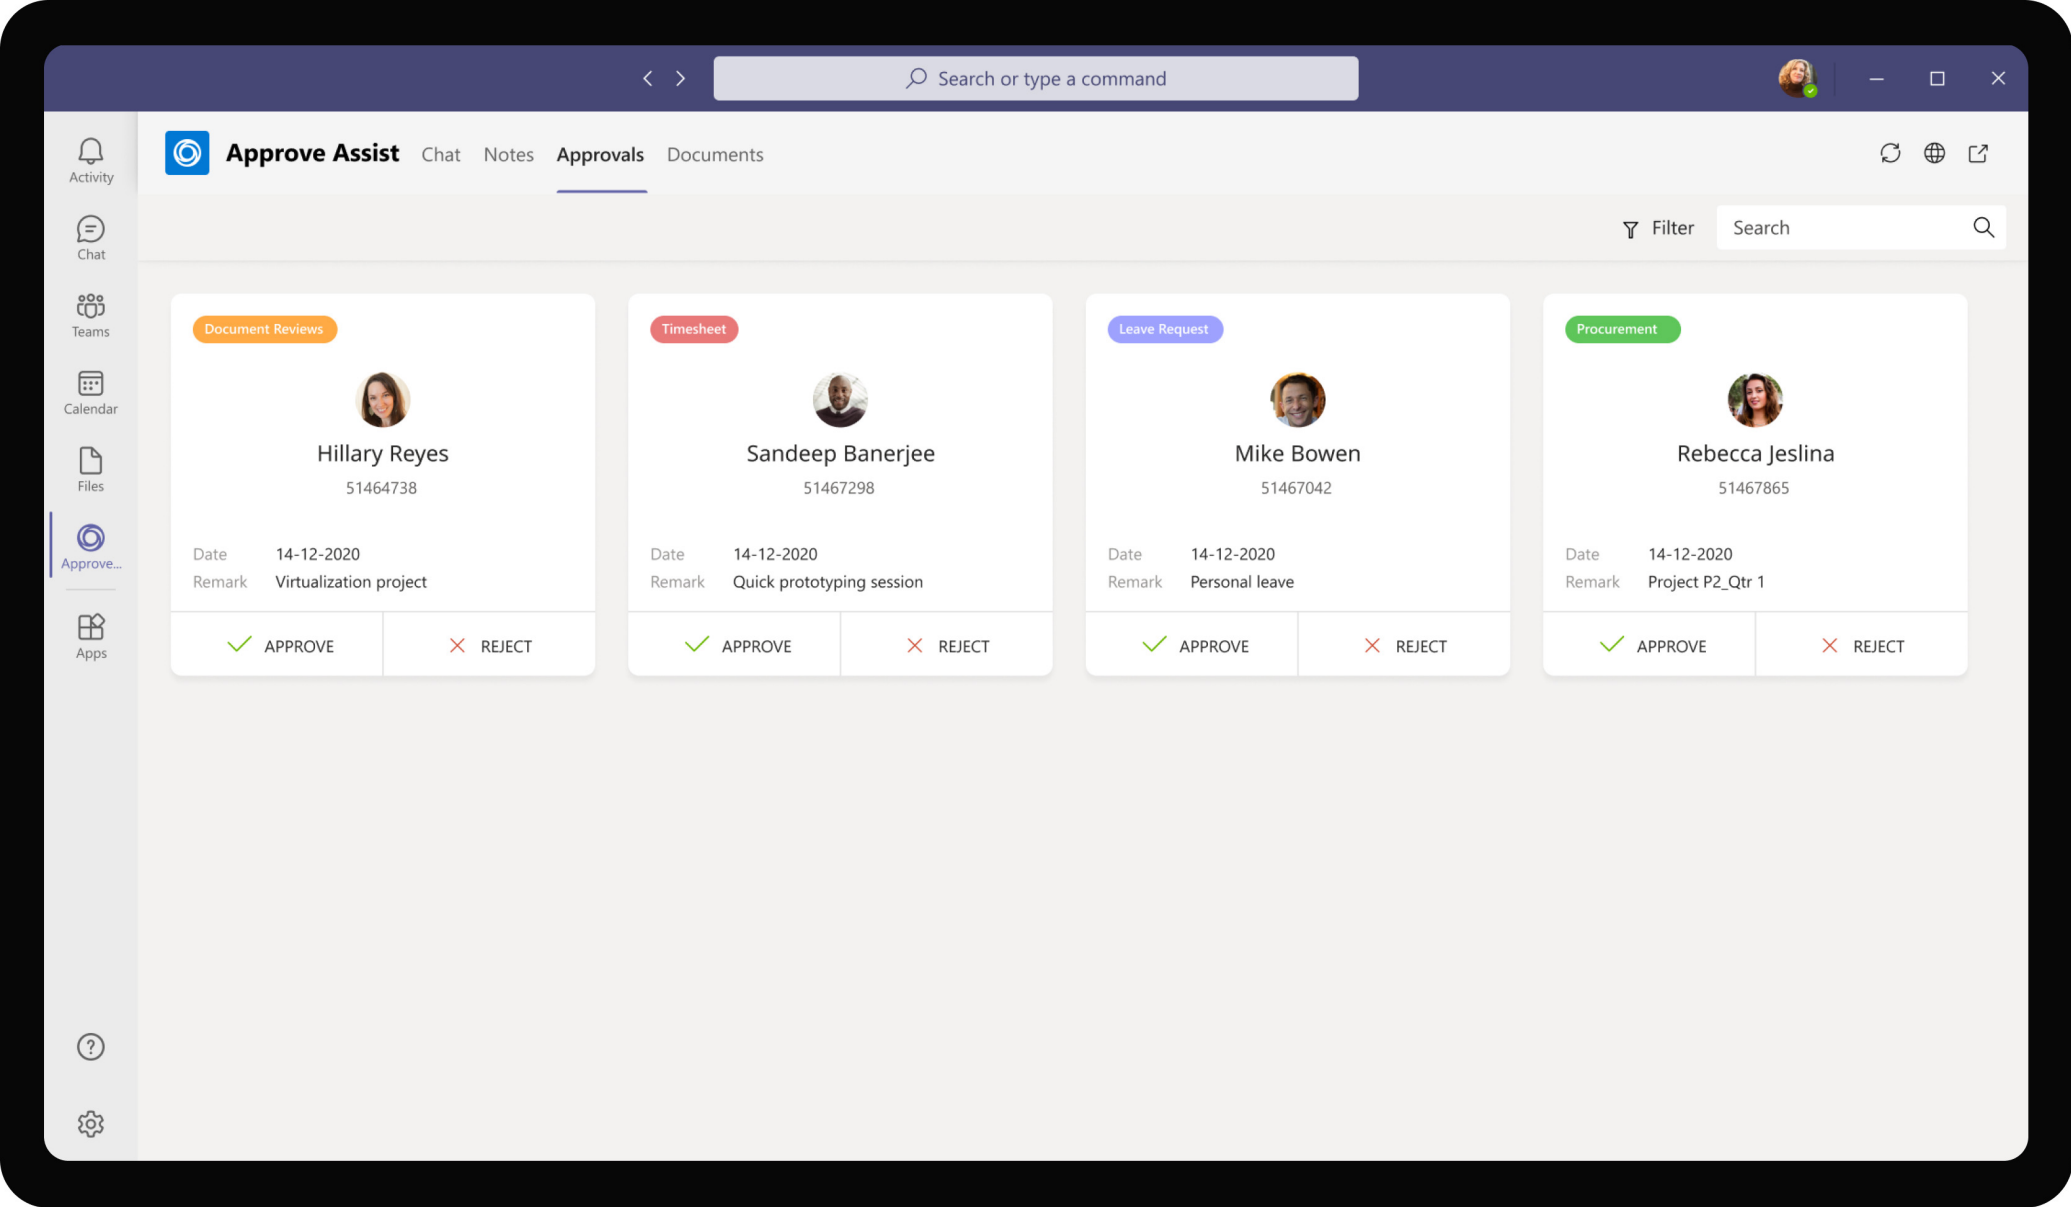 Search or type a command
Activity
Chat
Teams
Calendar
Files
Approve...
Apps
Approve Assist Chat Notes Approvals Documents
Filter Search
Document Reviews
Hillary Reyes
51464738
Date 14-12-2020
Remark Virtualization project
APPROVE REJECT
Timesheet
Sandeep Banerjee
51467298
Date 14-12-2020
Remark Quick prototyping session
APPROVE REJECT
Leave Request
Mike Bowen
51467042
Date 14-12-2020
Remark Personal leave
APPROVE REJECT
Procurement
Rebecca Jeslina
51467865
Date 14-12-2020
Remark Project P2_Qtr 1
APPROVE REJECT